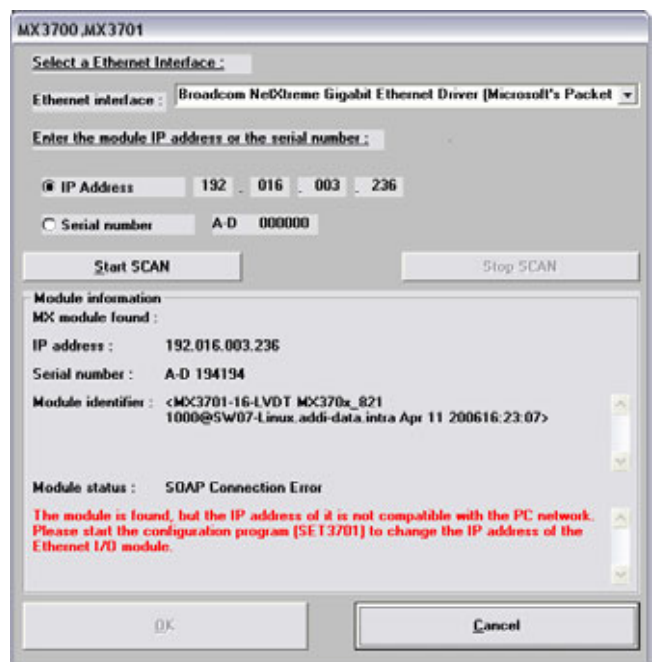 MX3700,MX3701
Select a Ethernet Interface :
Ethernet interface : Broadcom NetXtreme Gigabit Ethernet Driver (Microsoft's Packet
Enter the module IP address or the serial number :
IP Address 192 . 016 . 003 . 236
Serial number A-D 000000
Start SCAN Stop SCAN
Module information
MX module found :
IP address : 192.016.003.236
Serial number : A-D 194194
Module identifier : <MX3701-16-LVDT MX370x_821
1000@SW07-Linux.addi-data.intra Apr 11 200616:23:07>
Module status : SOAP Connection Error
The module is found, but the IP address of it is not compatible with the PC network.
Please start the configuration program (SET3701) to change the IP address of the
Ethernet I/O module.
OK Cancel